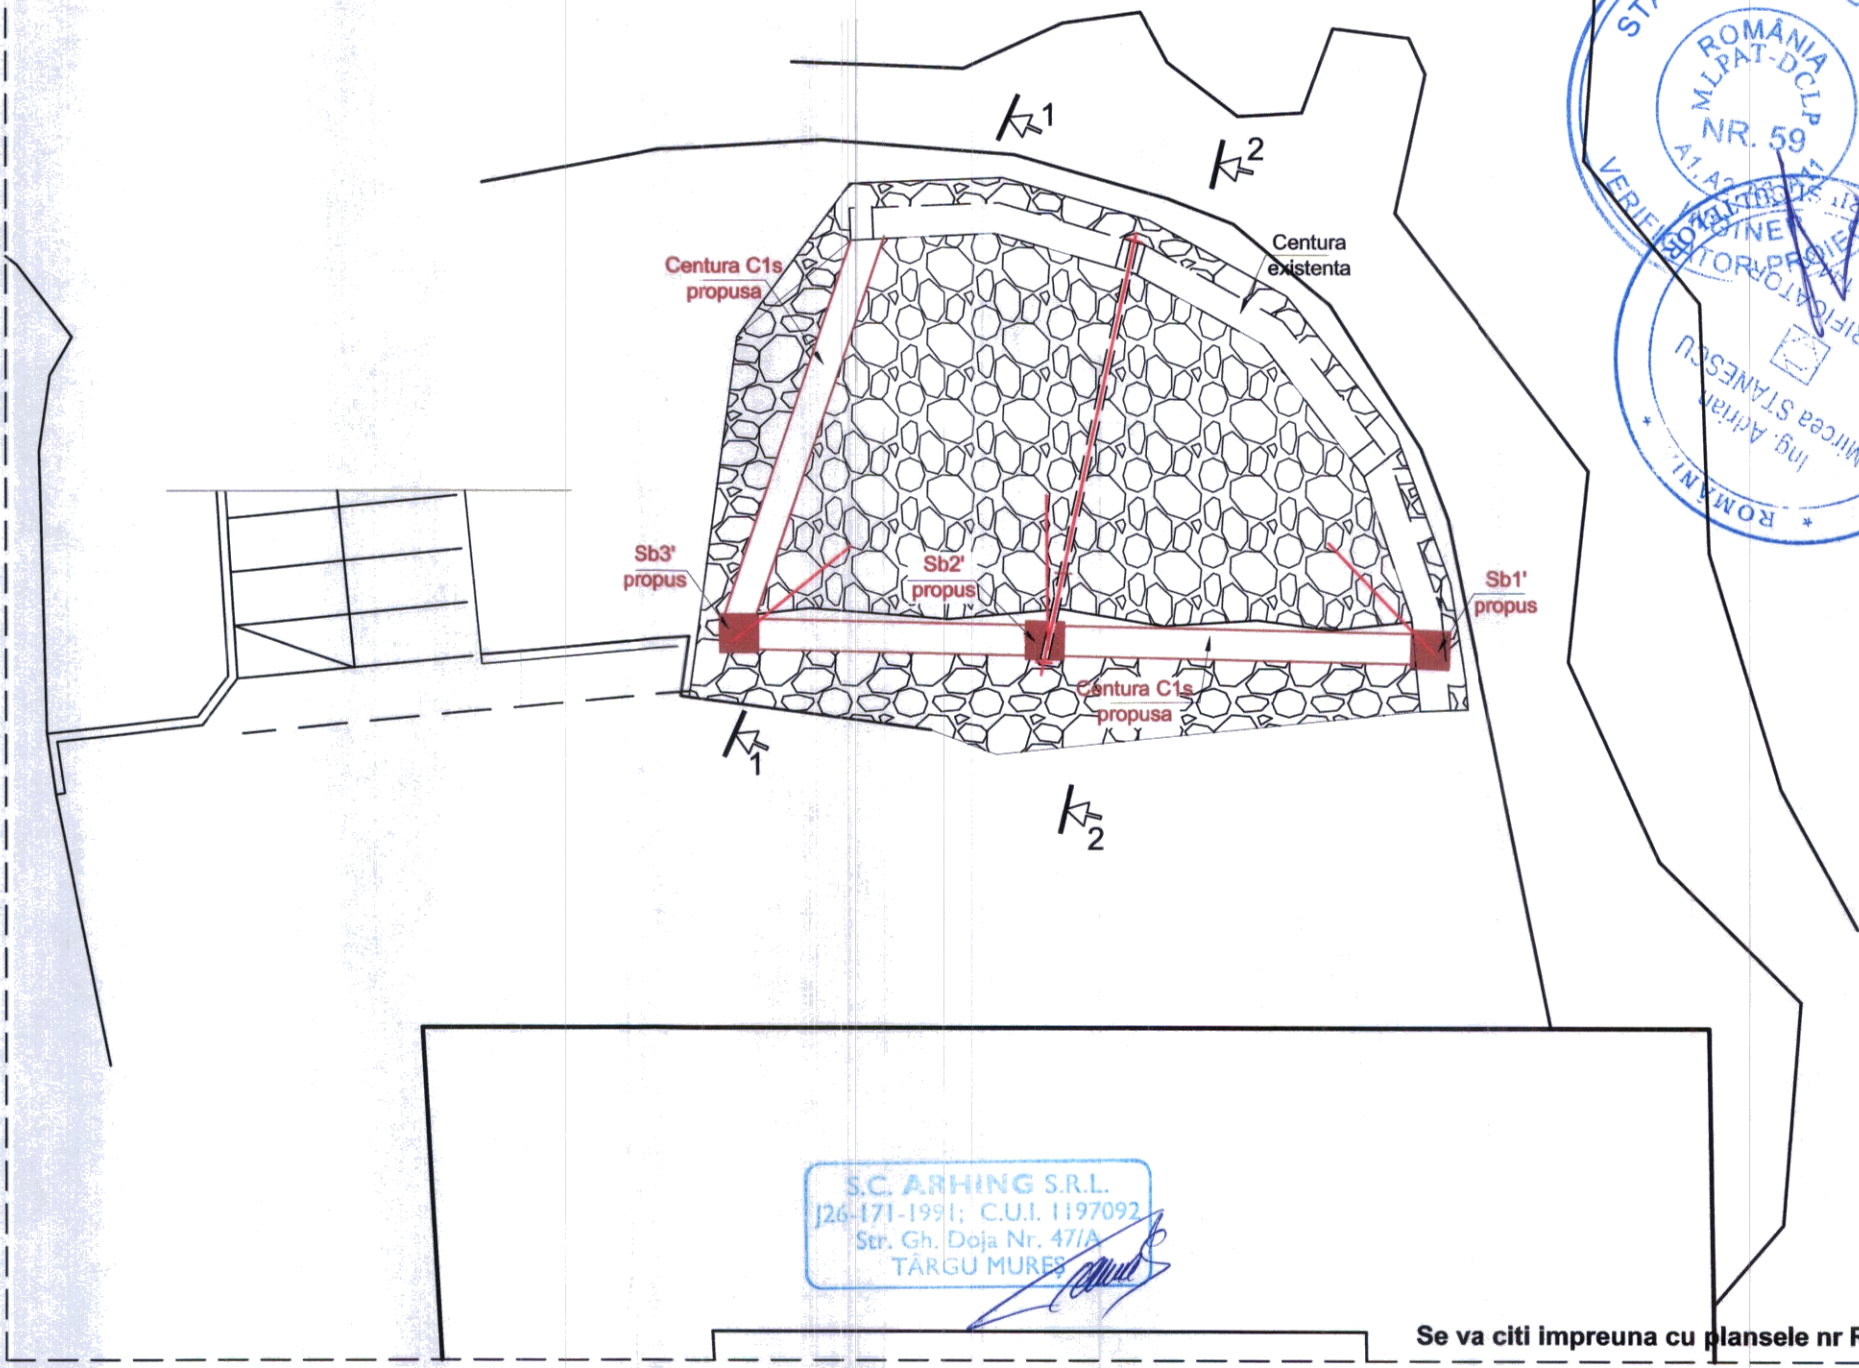 1
2
Centura
existenta
Centura C1s
propusa
Sb3'
propus
Sb2'
propus
Sb1'
propus
Centura C1s
propusa
1
2
ROMÂNIA
MLPAT-DCLP
NR. 59
Ing. Adrian
Mircea STANESCU
S.C. ARHING S.R.L.
J26-171-1991; C.U.I. 1197092
Str. Gh. Doja Nr. 47/A
TÂRGU MUREŞ
Se va citi impreuna cu plansele nr